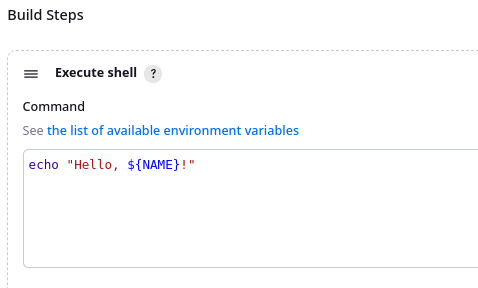 Build Steps
Execute shell ?
Command
See the list of available environment variables
echo "Hello, ${NAME}!"